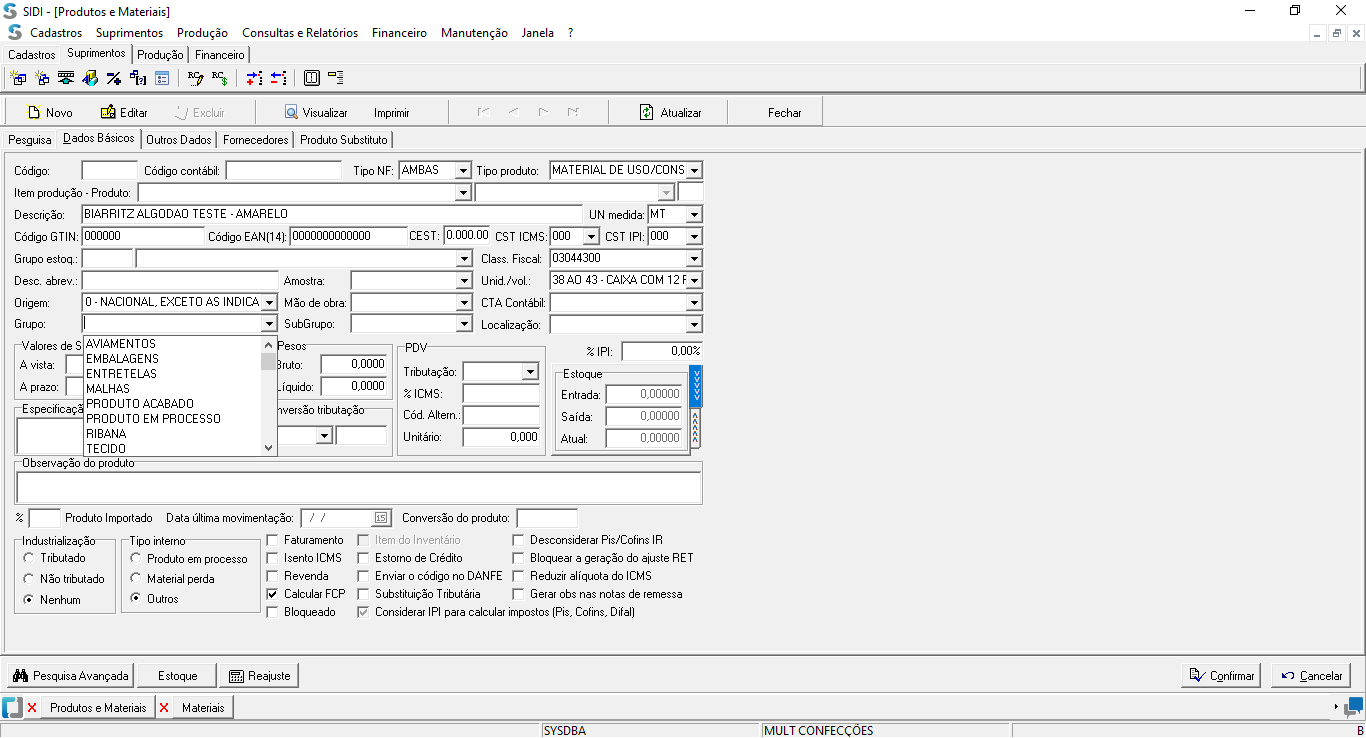 SIDI - [Produtos e Materiais]
Cadastros Suprimentos Produção Consultas e Relatórios Financeiro Manutenção Janela ?
Cadastros Suprimentos Produção Financeiro
Novo Editar Excluir Visualizar Imprimir Atualizar Fechar
Pesquisa Dados Básicos Outros Dados Fornecedores Produto Substituto
Código: Código contábil: Tipo NF: AMBAS Tipo produto: MATERIAL DE USO/CONS
Item produção - Produto:
Descrição: BIARRITZ ALGODAO TESTE - AMARELO UN medida: MT
Código GTIN: 000000 Código EAN(14): 0000000000000 CEST: 0.000.00 CST ICMS: 000 CST IPI: 000
Grupo estoq.: Class. Fiscal: 03044300
Desc. abrev.: Amostra: Unid./vol.: 38 AO 43 - CAIXA COM 12 F
Origem: 0 - NACIONAL, EXCETO AS INDICA Mão de obra: CTA Contábil:
Grupo: SubGrupo: Localização:
AVIAMENTOS
EMBALAGENS
ENTRETELAS
MALHAS
PRODUTO ACABADO
PRODUTO EM PROCESSO
RIBANA
TECIDO
Valores de S Pesos PDV % IPI: 0,00%
A vista: Bruto: 0,0000 Tributação: Estoque
A prazo: Líquido: 0,0000 % ICMS: Entrada: 0,00000
Especificaçã nversão tributação Cód. Altern.: Saída: 0,00000
Unitário: 0,000 Atual: 0,00000
Observação do produto
% Produto Importado Data última movimentação: / / 15 Conversão do produto:
Industrialização Tipo interno Faturamento Item do Inventário Desconsiderar Pis/Cofins IR
Tributado Produto em processo Isento ICMS Estorno de Crédito Bloquear a geração do ajuste RET
Não tributado Material perda Revenda Enviar o código no DANFE Reduzir alíquota do ICMS
Nenhum Outros Calcular FCP Substituição Tributária Gerar obs nas notas de remessa
Bloqueado Considerar IPI para calcular impostos (Pis, Cofins, Difal)
Pesquisa Avançada Estoque Reajuste Confirmar Cancelar
Produtos e Materiais Materiais
SYSDBA MULT CONFECÇÕES B